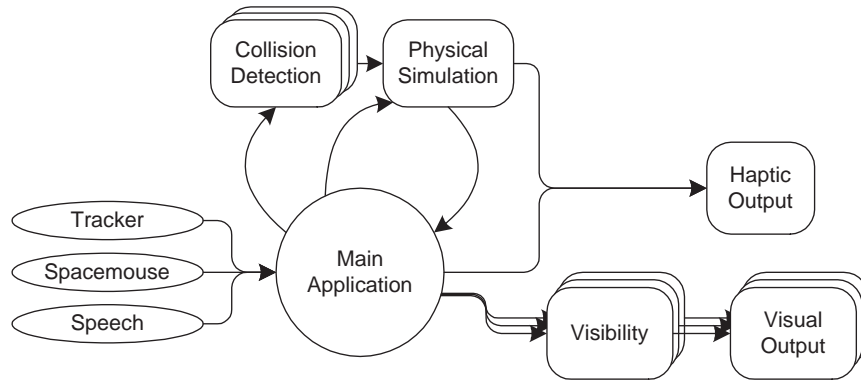 Collision
Detection
Physical
Simulation
Haptic
Output
Tracker
Spacemouse
Speech
Main
Application
Visibility
Visual
Output